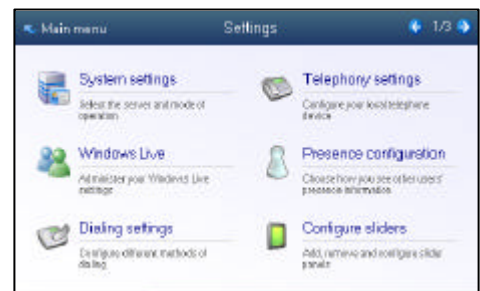 Main menu
Settings
1/3
System settings
Select the server and mode of
operation
Telephony settings
Configure your local telephone
device
Windows Live
Administer your Windows Live
settings
Presence configuration
Choose how you see other users'
presence information
Dialing settings
Configure different methods of
dialing
Configure sliders
Add, remove and configure slider
panels